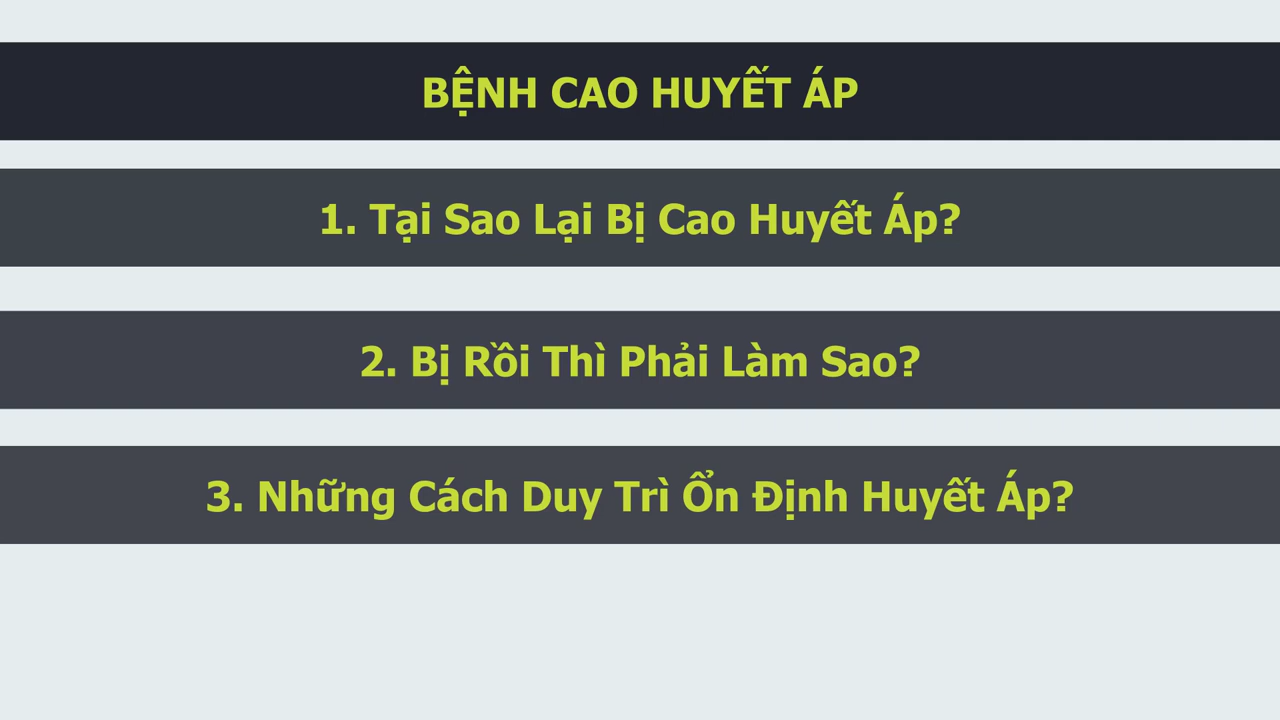 BỆNH CAO HUYẾT ÁP
1. Tại Sao Lại Bị Cao Huyết Áp?
2. Bị Rồi Thì Phải Làm Sao?
3. Những Cách Duy Trì Ổn Định Huyết Áp?